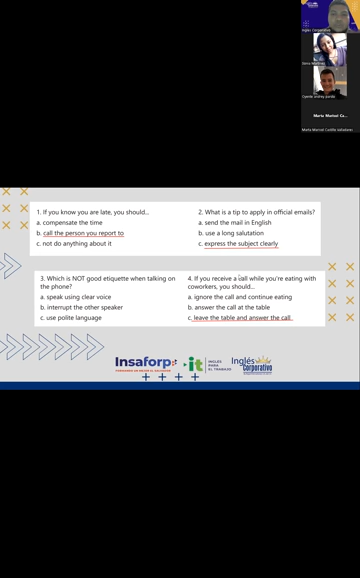 Inglés Corporativo
Maria Marisol Ca...
1. If you know you are late, you should...
a. compensate the time
b. call the person you report to
c. not do anything about it
2. What is a tip to apply in official emails?
a. send the mail in English
b. use a long salutation
c. express the subject clearly
3. Which is NOT good etiquette when talking on
the phone?
a. speak using clear voice
b. interrupt the other speaker
c. use polite language
4. If you receive a call while you're eating with
coworkers, you should...
a. ignore the call and continue eating
b. answer the call at the table
c. leave the table and answer the call.
Insaforp
it
INGLÉS
PARA
EL TRABAJO
Inglés
Corporativo